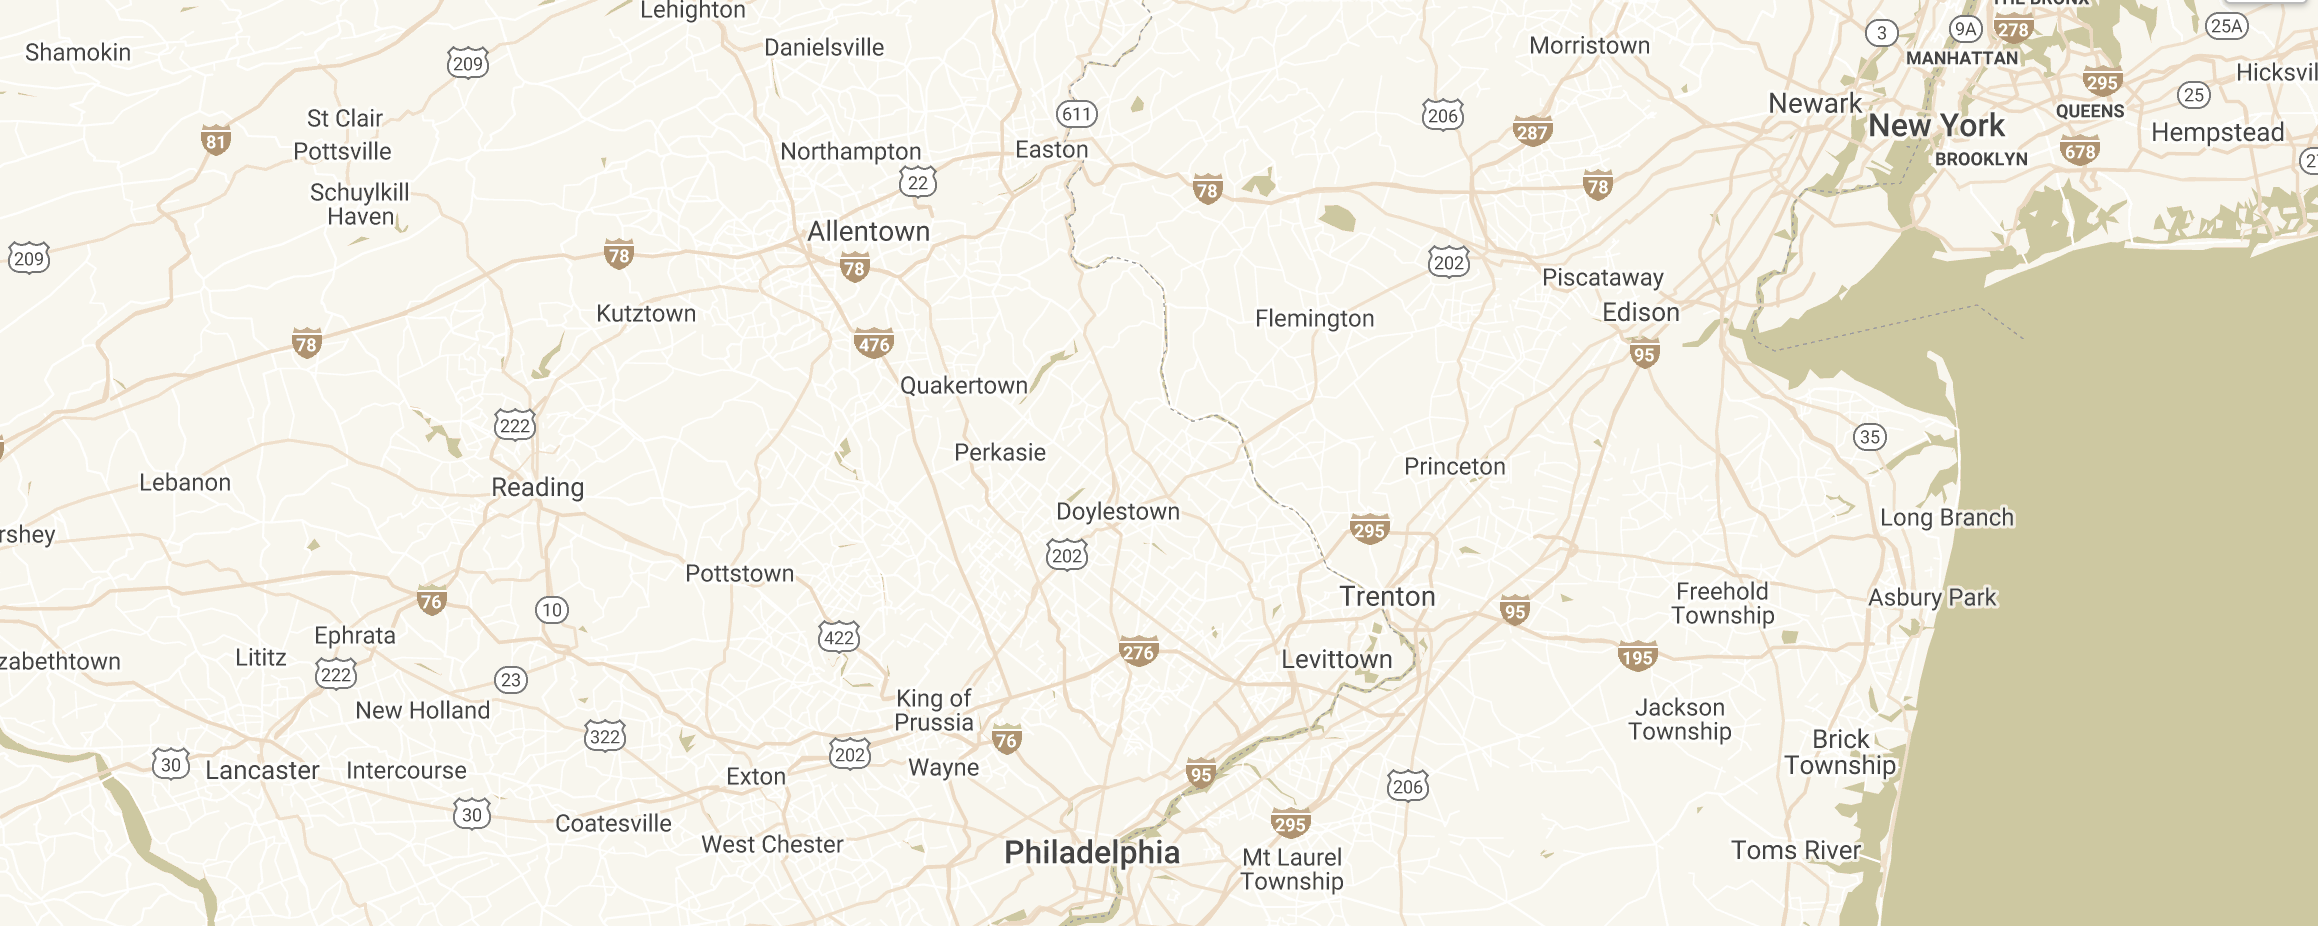 Lehighton
THE BRONX
Shamokin
209
Danielsville
Morristown
3
9A
278
25A
MANHATTAN
Hicksvil
295
25
St Clair
611
206
Newark
QUEENS
81
287
New York
Hempstead
Pottsville
Northampton
Easton
BROOKLYN
678
27
22
78
78
Schuylkill
Haven
Allentown
209
78
78
202
Piscataway
Kutztown
Flemington
Edison
78
476
95
Quakertown
222
35
Perkasie
Princeton
Lebanon
Reading
Doylestown
Long Branch
rshey
295
202
Pottstown
Trenton
Freehold
Township
Asbury Park
76
10
95
Ephrata
422
Lititz
276
195
zabethtown
Levittown
222
23
New Holland
King of
Prussia
Jackson
Township
322
76
Brick
Township
202
30
Lancaster
Intercourse
Exton
Wayne
95
206
30
Coatesville
295
West Chester
Philadelphia
Mt Laurel
Township
Toms River